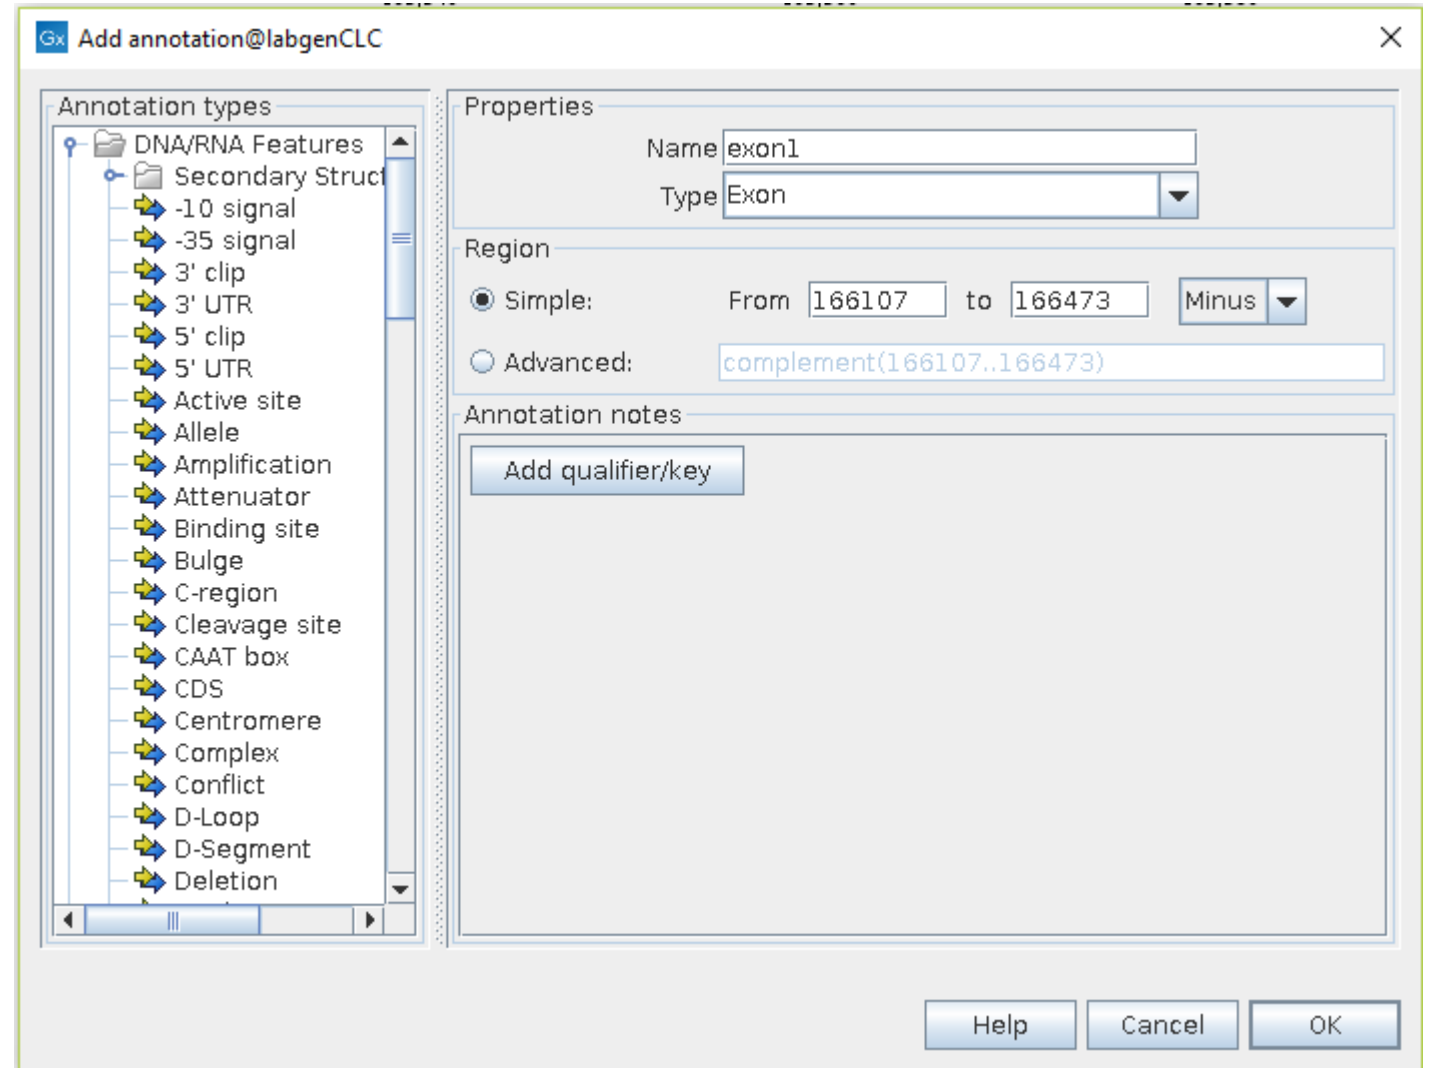 Gx Add annotation@labgenCLC
Annotation types
DNA/RNA Features
Secondary Struct
-10 signal
-35 signal
3' clip
3' UTR
5' clip
5' UTR
Active site
Allele
Amplification
Attenuator
Binding site
Bulge
C-region
Cleavage site
CAAT box
CDS
Centromere
Complex
Conflict
D-Loop
D-Segment
Deletion
Properties
Name exon1
Type Exon
Region
Simple: From 166107 to 166473 Minus
Advanced: complement(166107..166473)
Annotation notes
Add qualifier/key
Help Cancel OK